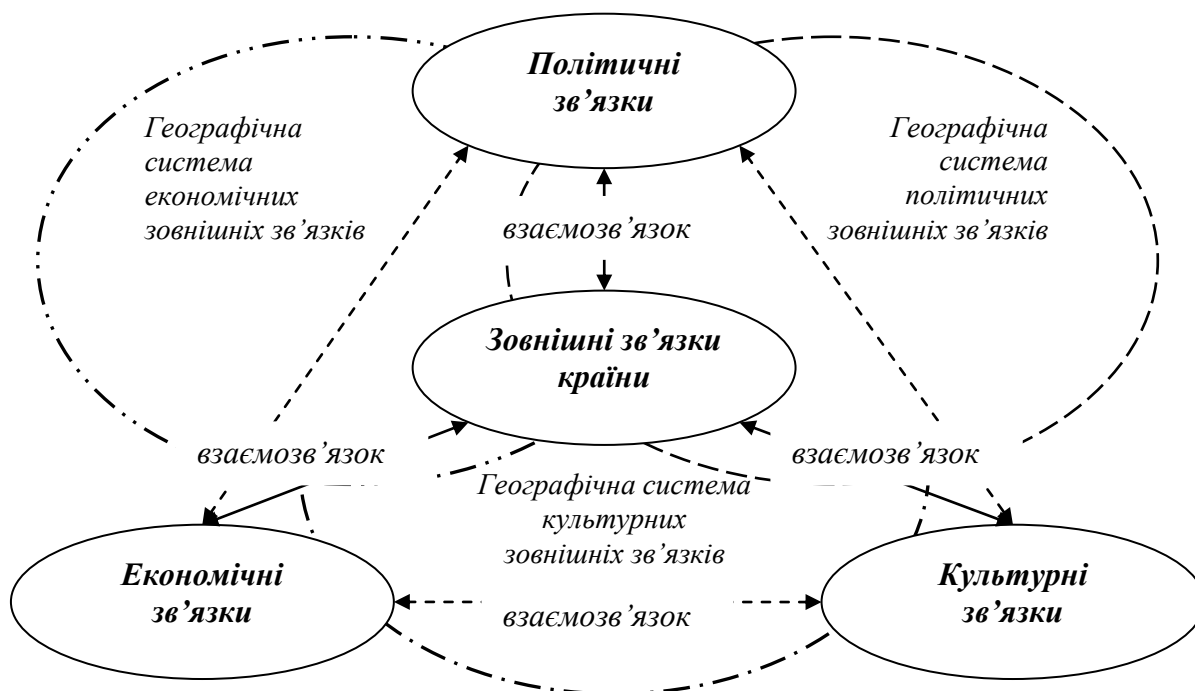 Політичні
зв’язки
Географічна
система
економічних
зовнішніх зв’язків
Географічна
система
політичних
зовнішніх зв’язків
взаємозв’язок
Зовнішні зв’язки
країни
взаємозв’язок
взаємозв’язок
Географічна система
культурних
зовнішніх зв’язків
Економічні
зв’язки
взаємозв’язок
Культурні
зв’язки